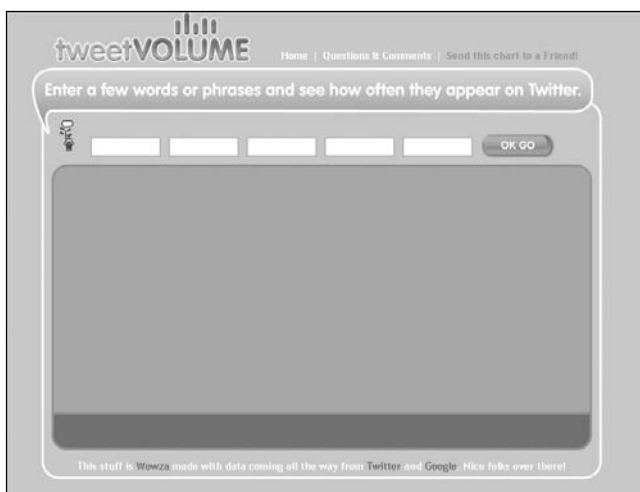 tweetVOLUME
Home | Questions & Comments | Send this chart to a Friend!
Enter a few words or phrases and see how often they appear on Twitter.
OK GO
This stuff is Wowza made with data coming all the way from Twitter and Google. Nice folks over there!